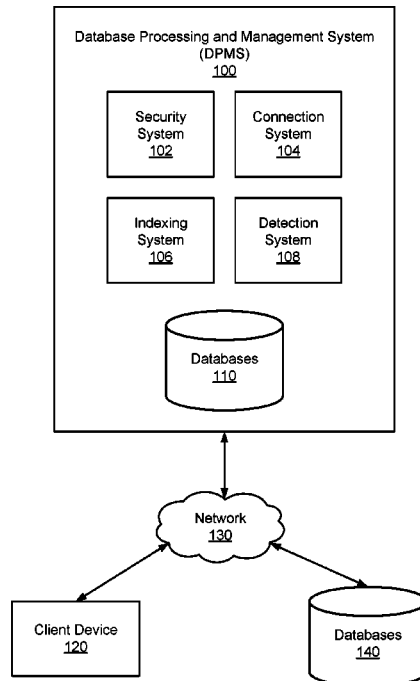 Database Processing and Management System
(DPMS)
100
Security
System
102
Connection
System
104
Indexing
System
106
Detection
System
108
Databases
110
Network
130
Client Device
120
Databases
140